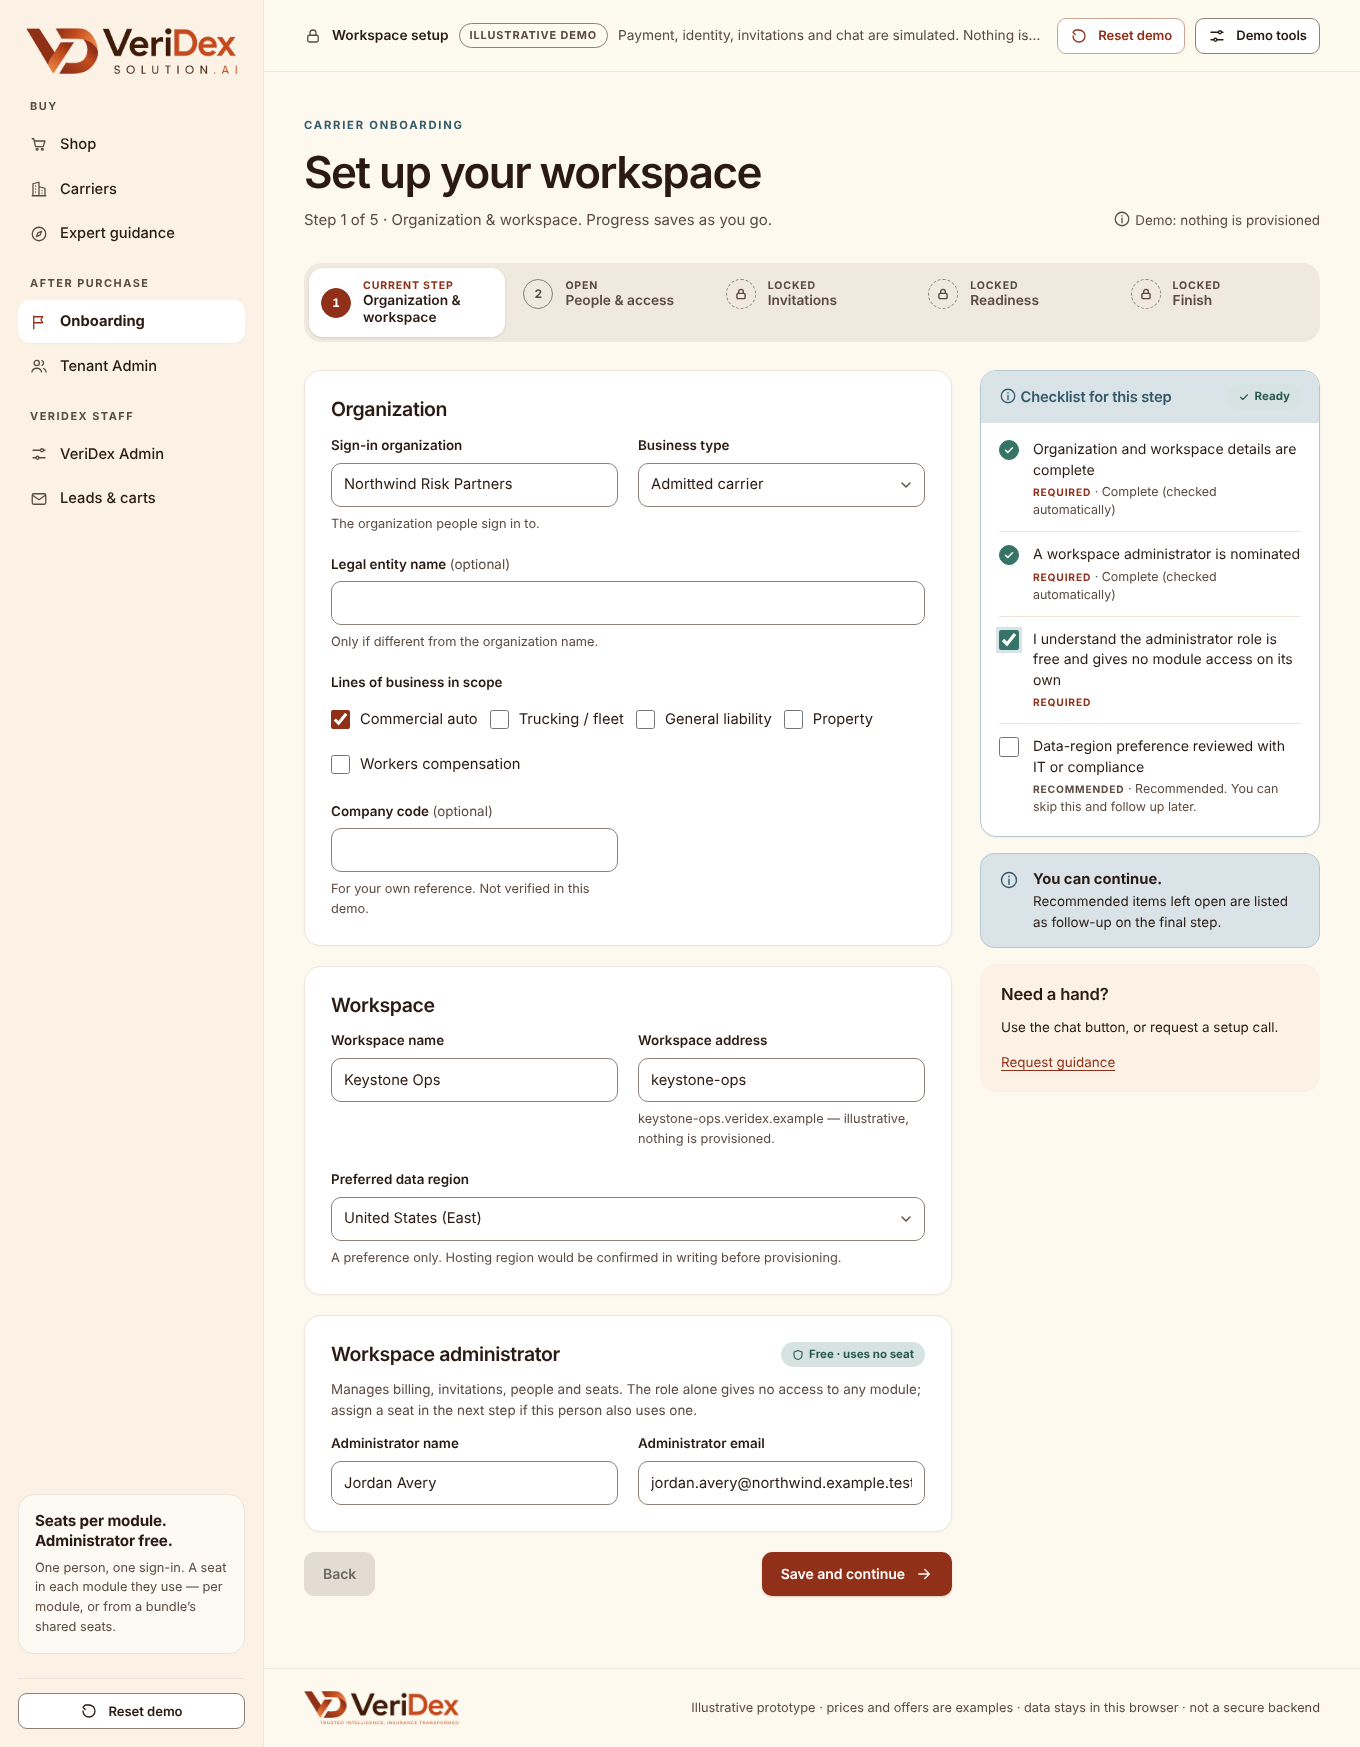 VeriDex
SOLUTION.AI
BUY
Shop
Carriers
Expert guidance
AFTER PURCHASE
Onboarding
Tenant Admin
VERIDEX STAFF
VeriDex Admin
Leads & carts
Seats per module.
Administrator free.
One person, one sign-in. A seat
in each module they use — per
module, or from a bundle's
shared seats.
Reset demo
Workspace setup
ILLUSTRATIVE DEMO
Payment, identity, invitations and chat are simulated. Nothing is...
Reset demo
Demo tools
CARRIER ONBOARDING
Set up your workspace
Step 1 of 5 · Organization & workspace. Progress saves as you go.
Demo: nothing is provisioned
1
CURRENT STEP
Organization &
workspace
2
OPEN
People & access
LOCKED
Invitations
LOCKED
Readiness
LOCKED
Finish
Organization
Sign-in organization
Northwind Risk Partners
The organization people sign in to.
Business type
Admitted carrier
Legal entity name (optional)
Only if different from the organization name.
Lines of business in scope
Commercial auto
Trucking / fleet
General liability
Property
Workers compensation
Company code (optional)
For your own reference. Not verified in this
demo.
Workspace
Workspace name
Keystone Ops
Workspace address
keystone-ops
keystone-ops.veridex.example — illustrative,
nothing is provisioned.
Preferred data region
United States (East)
A preference only. Hosting region would be confirmed in writing before provisioning.
Workspace administrator
Free · uses no seat
Manages billing, invitations, people and seats. The role alone gives no access to any module;
assign a seat in the next step if this person also uses one.
Administrator name
Jordan Avery
Administrator email
jordan.avery@northwind.example.test
Back
Save and continue
Checklist for this step
Ready
Organization and workspace details are
complete
REQUIRED · Complete (checked
automatically)
A workspace administrator is nominated
REQUIRED · Complete (checked
automatically)
I understand the administrator role is
free and gives no module access on its
own
REQUIRED
Data-region preference reviewed with
IT or compliance
RECOMMENDED · Recommended. You can
skip this and follow up later.
You can continue.
Recommended items left open are listed
as follow-up on the final step.
Need a hand?
Use the chat button, or request a setup call.
Request guidance
VeriDex
TRUSTED INTELLIGENCE, INSURANCE TRANSFORMED
Illustrative prototype · prices and offers are examples · data stays in this browser · not a secure backend